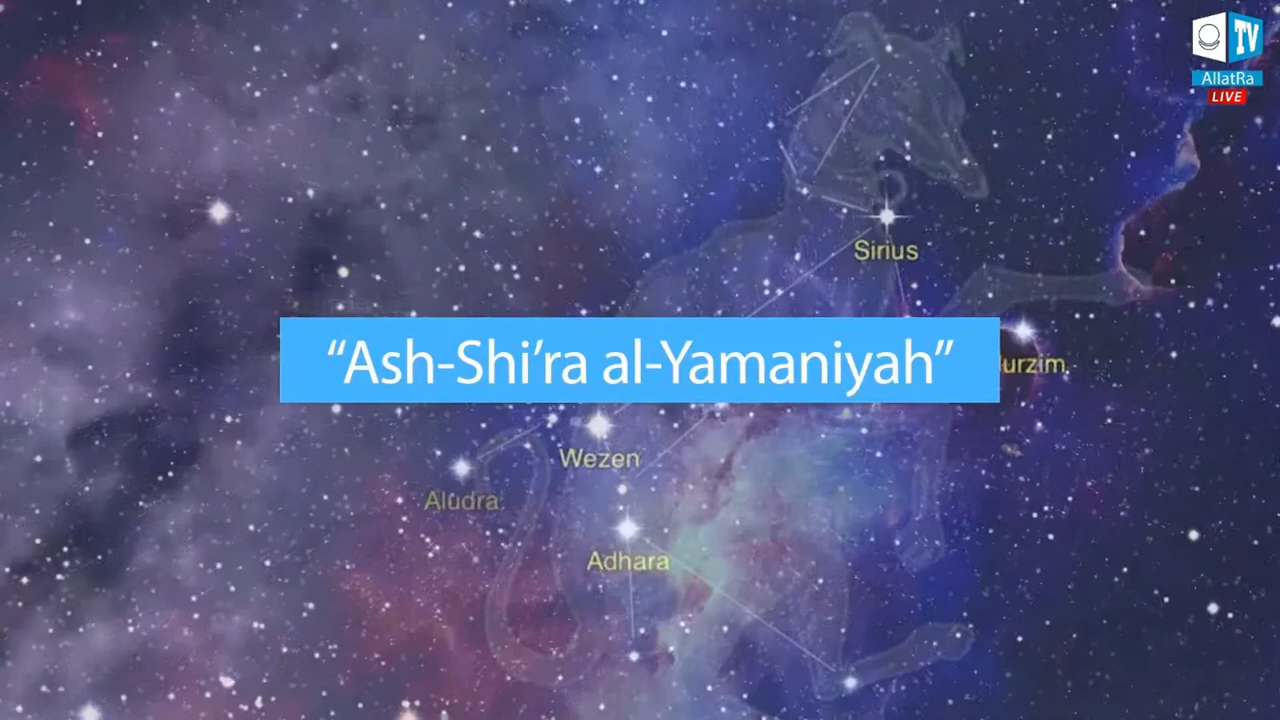 TV
AllatRa
LIVE
Sirius
“Ash-Shi’ra al-Yamaniyah”
Wezen
Aludra
Adhara